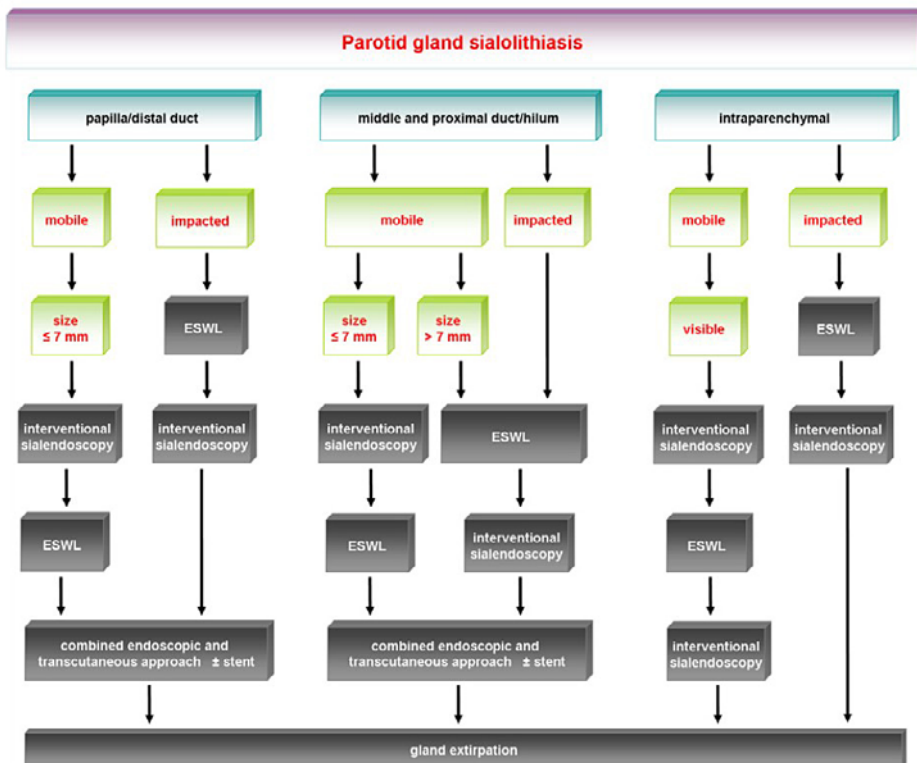 Parotid gland sialolithiasis
papilla/distal duct
middle and proximal duct/hilum
intraparenchymal
mobile
impacted
mobile
impacted
mobile
impacted
size
≤ 7 mm
ESWL
size
≤ 7 mm
size
> 7 mm
visible
ESWL
interventional
sialendoscopy
interventional
sialendoscopy
interventional
sialendoscopy
ESWL
interventional
sialendoscopy
interventional
sialendoscopy
ESWL
ESWL
interventional
sialendoscopy
ESWL
combined endoscopic and
transcutaneous approach ± stent
combined endoscopic and
transcutaneous approach ± stent
interventional
sialendoscopy
gland extirpation